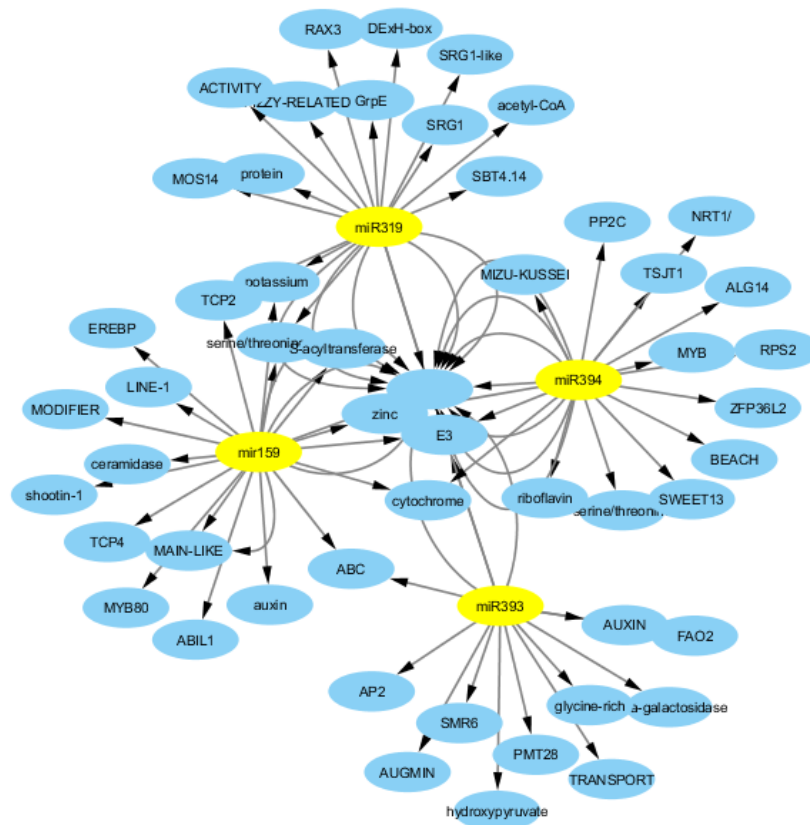 RAX3
DExH-box
SRG1-like
ACTIVITY
ZZY-RELATED
GrpE
acetyl-CoA
SRG1
MOS14
protein
SBT4.14
miR319
PP2C
NRT1/
MIZU-KUSSEI
TSJT1
TCP2
potassium
ALG14
EREBP
serine/threonin
S-acyltransferase
MYB
RPS2
LINE-1
miR394
MODIFIER
zinc
ZFP36L2
E3
mir159
ceramidase
BEACH
shootin-1
cytochrome
riboflavin
serine/threonin
SWEET13
TCP4
MAIN-LIKE
ABC
MYB80
auxin
miR393
ABIL1
AUXIN
FAO2
AP2
glycine-rich
a-galactosidase
SMR6
PMT28
AUGMIN
TRANSPORT
hydroxypyruvate